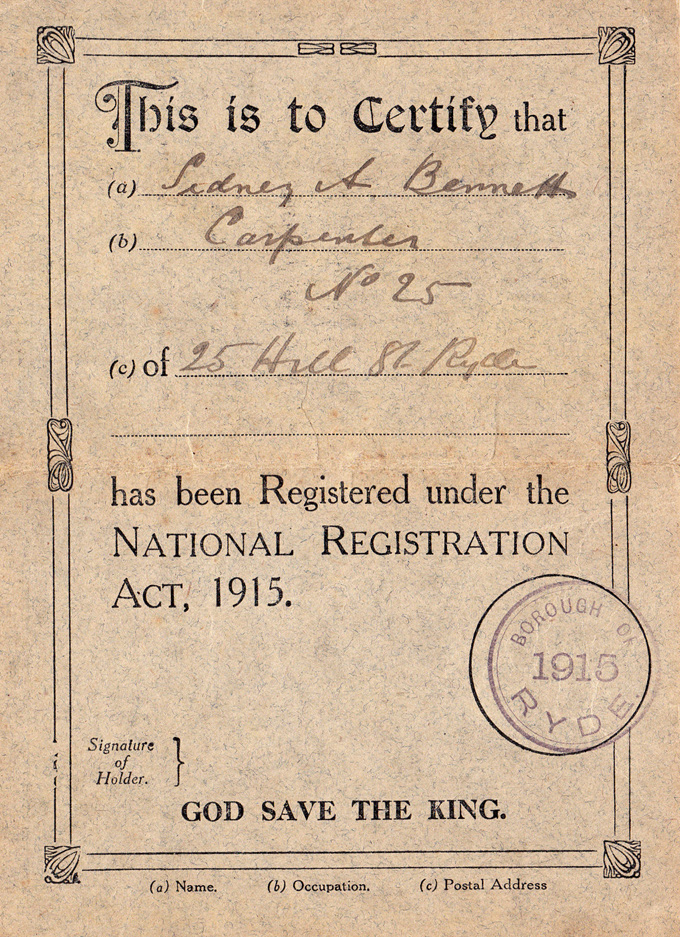 This is to Certify that
(a) Sidney A Bennett
(b) Carpenter
No 25
(c) of 25 Hill St. Ryde
has been Registered under the
NATIONAL REGISTRATION
ACT, 1915.
BOROUGH OF
1915
RYDE.
Signature
of
Holder.
GOD SAVE THE KING.
(a) Name. (b) Occupation. (c) Postal Address